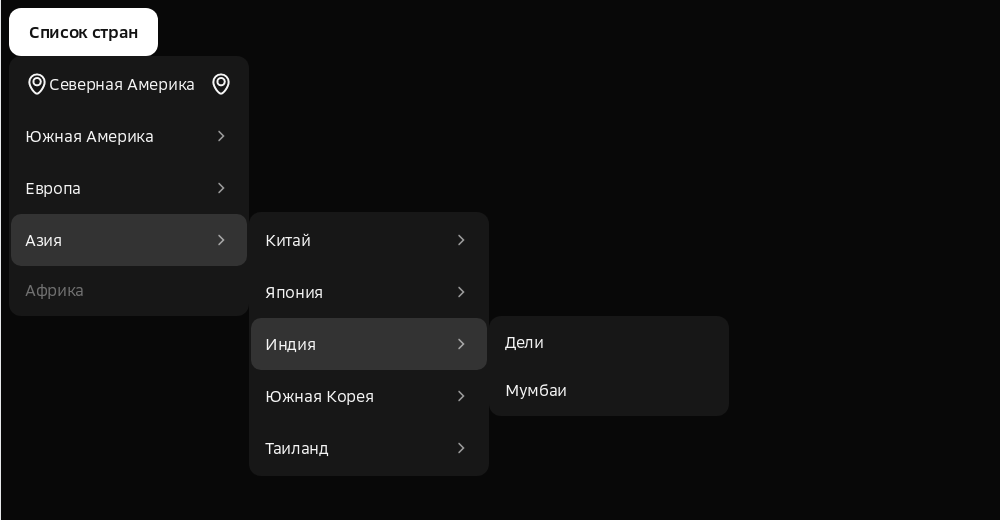 Список стран
Северная Америка
Южная Америка
Европа
Азия
Африка
Китай
Япония
Индия
Южная Корея
Таиланд
Дели
Мумбаи